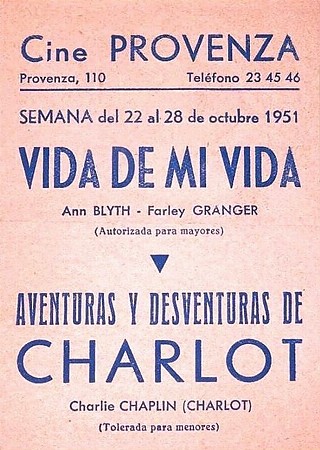 Cine PROVENZA
Provenza, 110 Teléfono 23 45 46
SEMANA del 22 al 28 de octubre 1951
VIDA DE MI VIDA
Ann BLYTH - Farley GRANGER
(Autorizada para mayores)
AVENTURAS Y DESVENTURAS DE
CHARLOT
Charlie CHAPLIN (CHARLOT)
(Tolerada para menores)